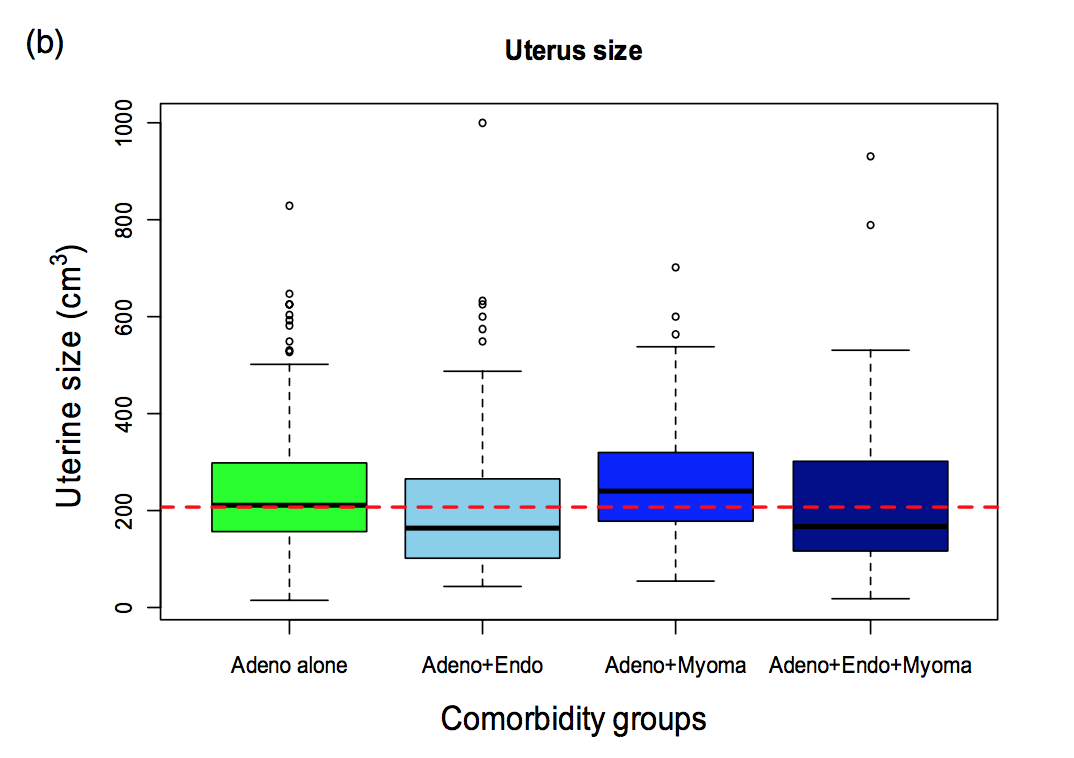 (b)
Uterus size
Uterine size (cm³)
1000
800
600
400
200
0
Adeno alone
Adeno+Endo
Adeno+Myoma
Adeno+Endo+Myoma
Comorbidity groups